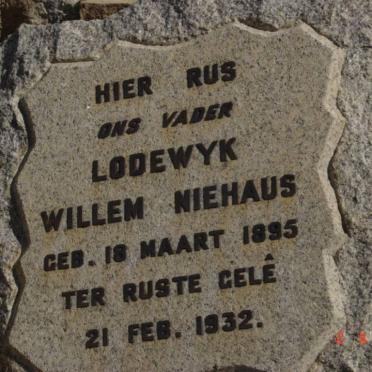 HIER RUS
ONS VADER
LODEWYK
WILLEM NIEHAUS
GEB. 18 MAART 1895
TER RUSTE GELÊ
21 FEB. 1932.